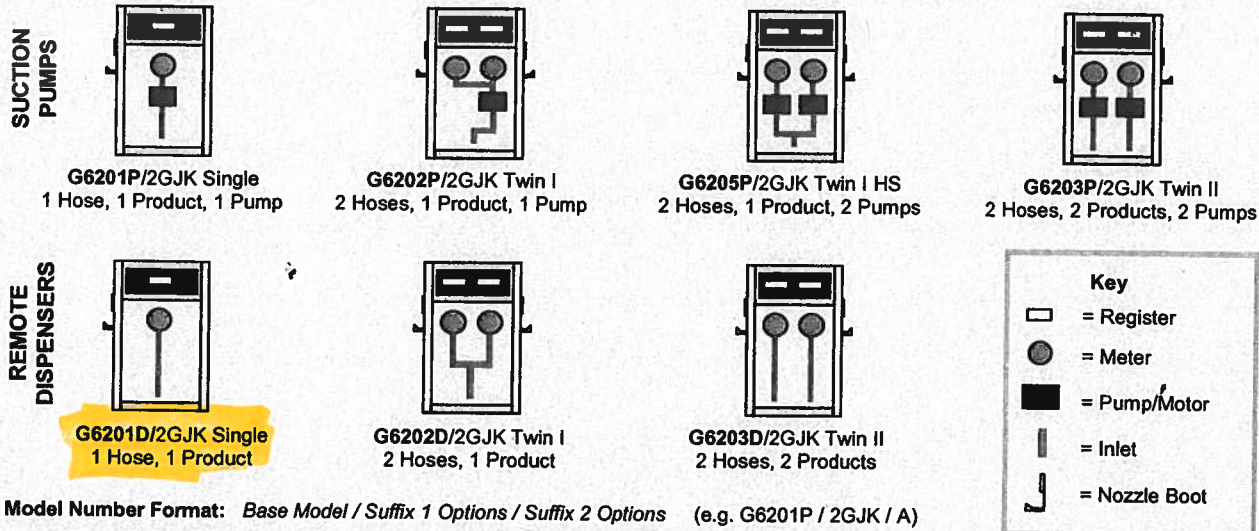 SUCTION
PUMPS
G6201P/2GJK Single
1 Hose, 1 Product, 1 Pump
G6202P/2GJK Twin I
2 Hoses, 1 Product, 1 Pump
G6205P/2GJK Twin I HS
2 Hoses, 1 Product, 2 Pumps
G6203P/2GJK Twin II
2 Hoses, 2 Products, 2 Pumps
REMOTE
DISPENSERS
G6201D/2GJK Single
1 Hose, 1 Product
G6202D/2GJK Twin I
2 Hoses, 1 Product
G6203D/2GJK Twin II
2 Hoses, 2 Products
Key
= Register
= Meter
= Pump/Motor
= Inlet
= Nozzle Boot
Model Number Format: Base Model / Suffix 1 Options / Suffix 2 Options (e.g. G6201P / 2GJK / A)